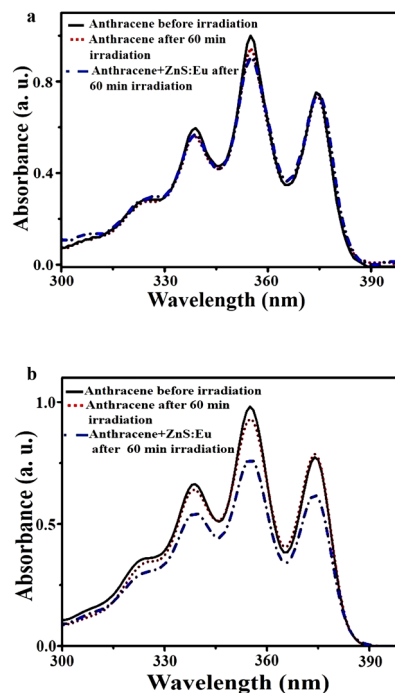 a
Anthracene before irradiation
Anthracene after 60 min
irradiation
Anthracene+ZnS:Eu after
60 min irradiation
Absorbance (a. u.)
0.8
0.4
0.0
300 330 360 390
Wavelength (nm)
b
Anthracene before irradiation
Anthracene after 60 min
irradiation
Anthracene+ZnS:Eu
after 60 min irradiation
Absorbance (a. u.)
1.0
0.5
0.0
300 330 360 390
Wavelength (nm)